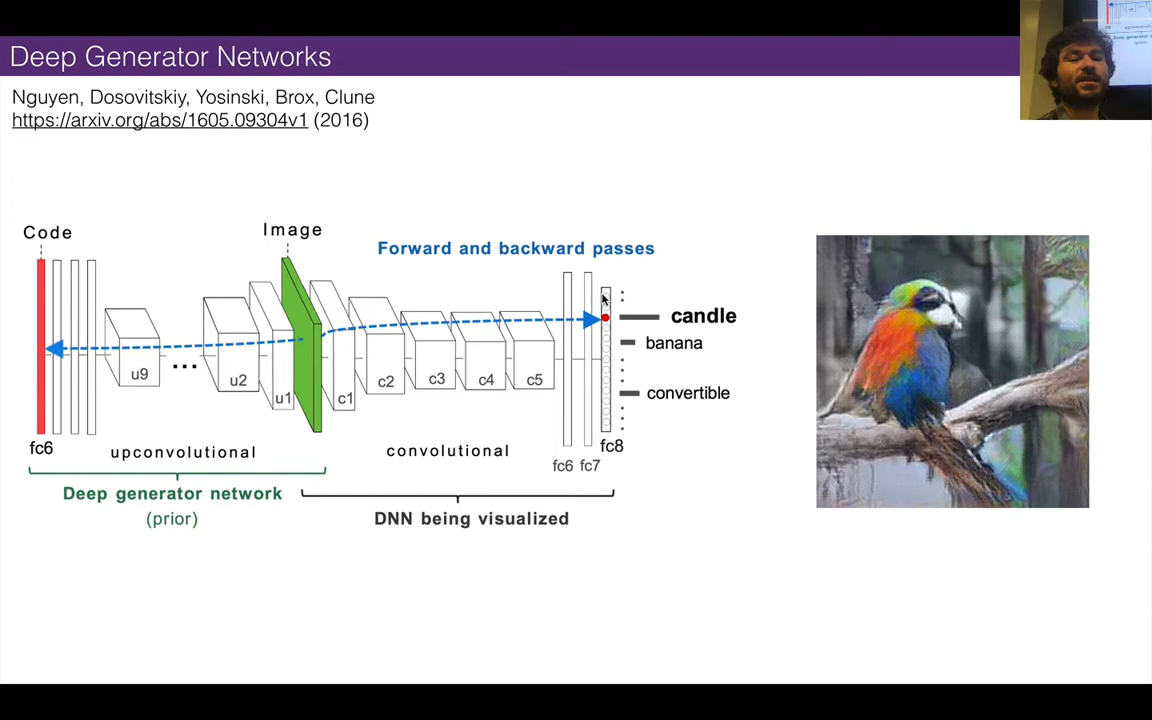 Deep Generator Networks
Nguyen, Dosovitskiy, Yosinski, Brox, Clune
https://arxiv.org/abs/1605.09304v1 (2016)
Code
Image
Forward and backward passes
candle
banana
convertible
u9
...
u2
u1
c1
c2
c3
c4
c5
fc6
upconvolutional
convolutional
fc6 fc7
fc8
Deep generator network
(prior)
DNN being visualized